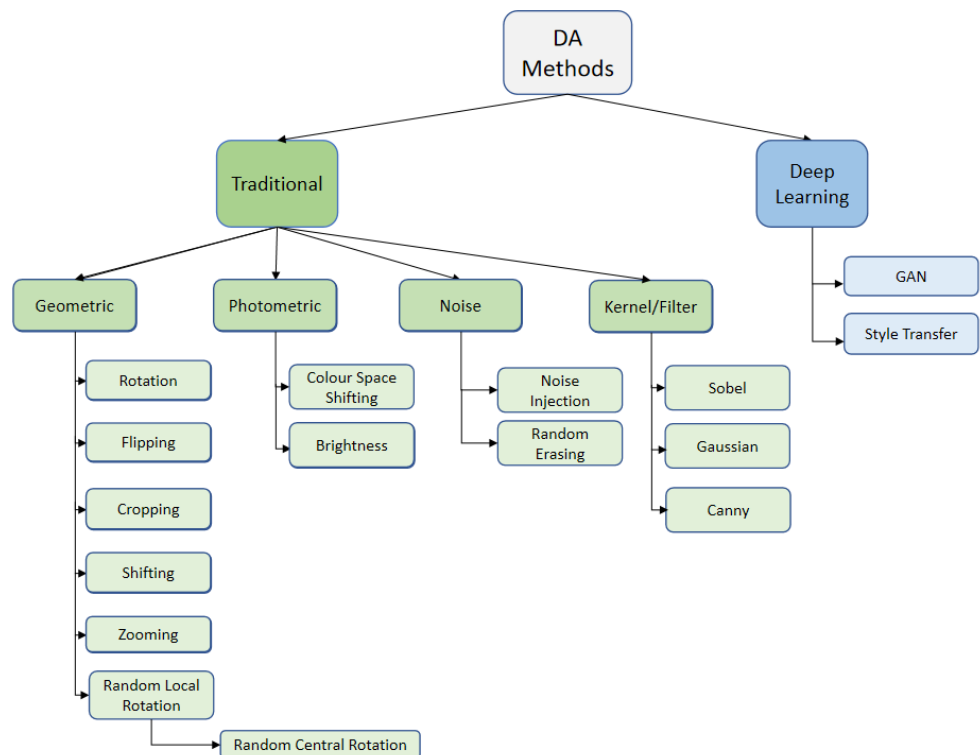 DA
Methods
Traditional
Deep
Learning
Geometric
Photometric
Noise
Kernel/Filter
GAN
Style Transfer
Rotation
Flipping
Cropping
Shifting
Zooming
Random Local
Rotation
Random Central Rotation
Colour Space
Shifting
Brightness
Noise
Injection
Random
Erasing
Sobel
Gaussian
Canny